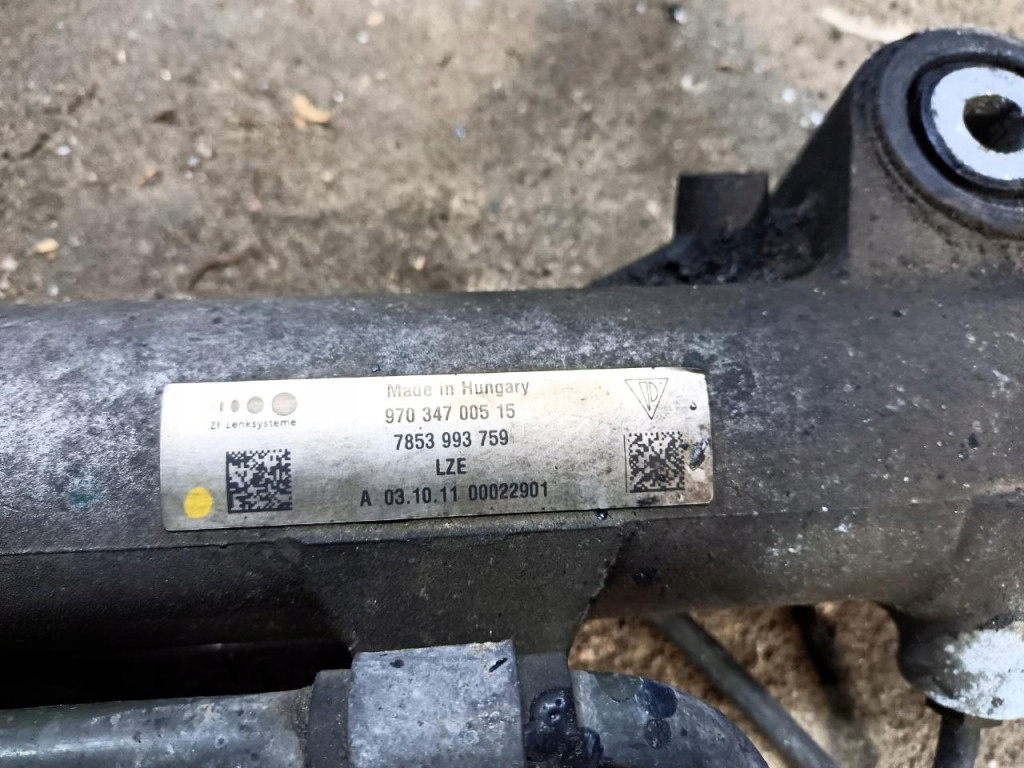 Made in Hungary
ZF Lenksysteme
970 347 005 15
7853 993 759
LZE
A 03.10.11 00022901